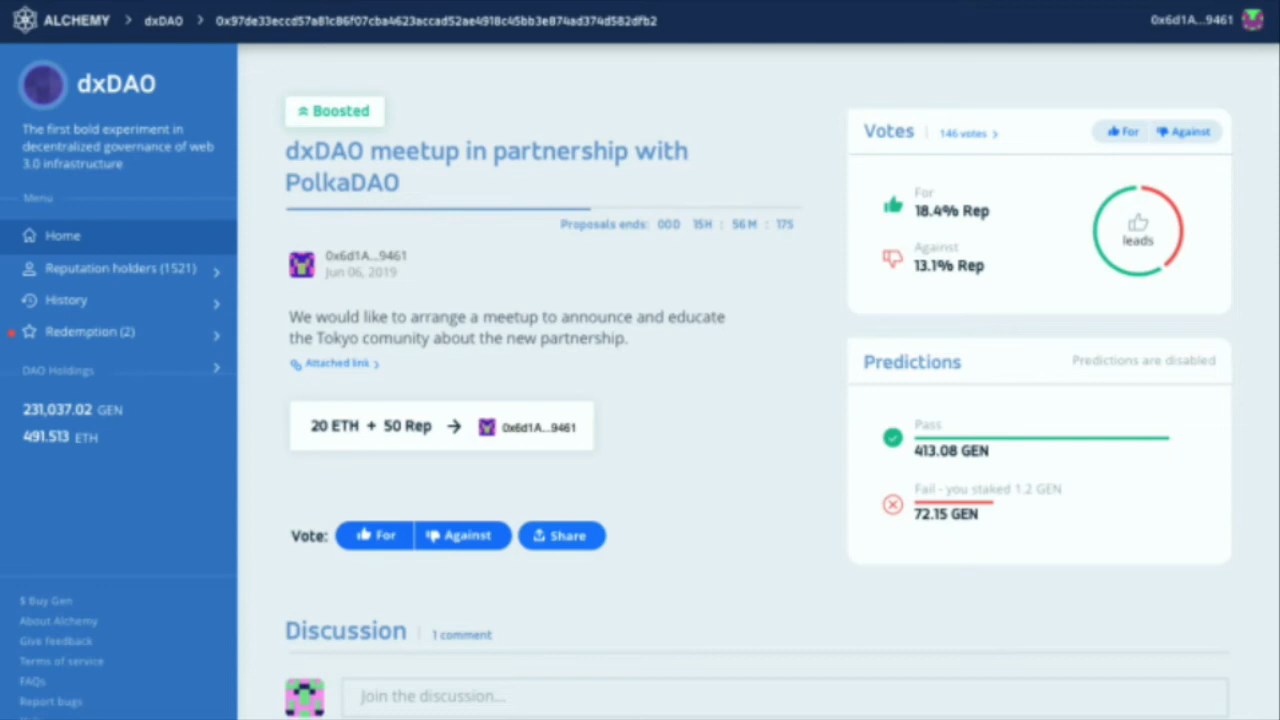 ALCHEMY > dxDAO > 0x97de33eccd57a81c86f07cba4623accad52ae4918c45bb3e874ad374d582dfb2
0x6d1A...9461
dxDAO
The first bold experiment in
decentralized governance of web
3.0 infrastructure
Menu
Home
Reputation holders (1521)
History
Redemption (2)
DAO Holdings
231,037.02 GEN
491.513 ETH
$ Buy Gen
About Alchemy
Give feedback
Terms of service
FAQs
Report bugs
Boosted
dxDAO meetup in partnership with
PolkaDAO
Proposals ends: 00D 15H : 56M : 17S
0x6d1A...9461
Jun 06, 2019
We would like to arrange a meetup to announce and educate
the Tokyo comunity about the new partnership.
Attached link >
20 ETH + 50 Rep → 0x6d1A...9461
Vote: For Against Share
Votes 146 votes > For Against
For
18.4% Rep
Against
13.1% Rep
leads
Predictions Predictions are disabled
Pass
413.08 GEN
Fail - you staked 1.2 GEN
72.15 GEN
Discussion 1 comment
Join the discussion...